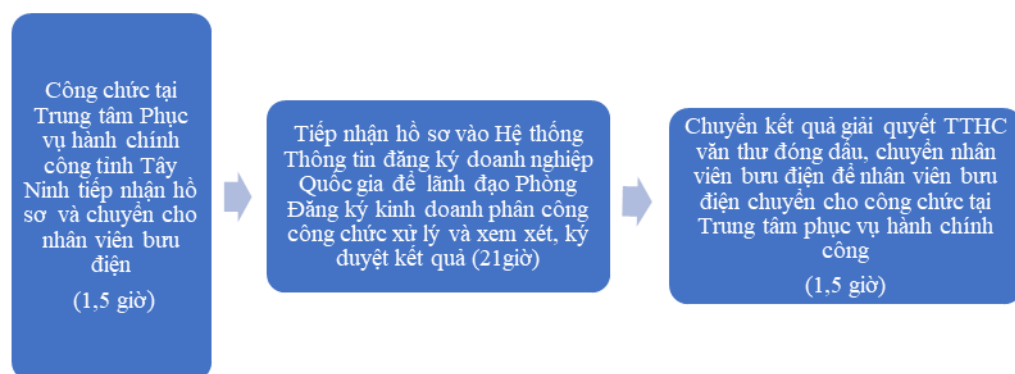 Công chức tại
Trung tâm Phục
vụ hành chính
công tỉnh Tây
Ninh tiếp nhận hồ
sơ và chuyển cho
nhân viên bưu
điện
(1,5 giờ)
Tiếp nhận hồ sơ vào Hệ thống
Thông tin đăng ký doanh nghiệp
Quốc gia để lãnh đạo Phòng
Đăng ký kinh doanh phân công
công chức xử lý và xem xét, ký
duyệt kết quả (21giờ)
Chuyển kết quả giải quyết TTHC
văn thư đóng dấu, chuyển nhân
viên bưu điện để nhân viên bưu
điện chuyển cho công chức tại
Trung tâm phục vụ hành chính
công
(1,5 giờ)